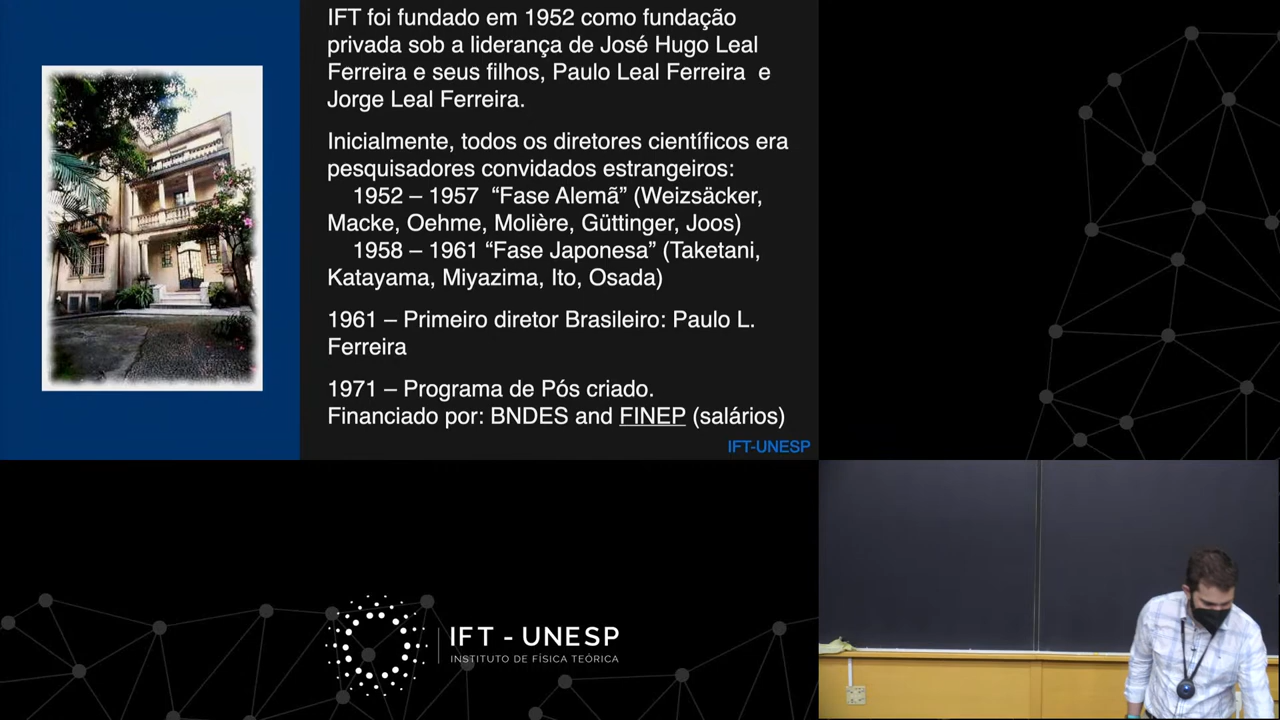 IFT foi fundado em 1952 como fundação
privada sob a liderança de José Hugo Leal
Ferreira e seus filhos, Paulo Leal Ferreira e
Jorge Leal Ferreira.
Inicialmente, todos os diretores científicos era
pesquisadores convidados estrangeiros:
1952 – 1957 “Fase Alemã” (Weizsäcker,
Macke, Oehme, Molière, Güttinger, Joos)
1958 – 1961 “Fase Japonesa” (Taketani,
Katayama, Miyazima, Ito, Osada)
1961 – Primeiro diretor Brasileiro: Paulo L.
Ferreira
1971 – Programa de Pós criado.
Financiado por: BNDES and FINEP (salários)
IFT-UNESP
IFT - UNESP
INSTITUTO DE FÍSICA TEÓRICA